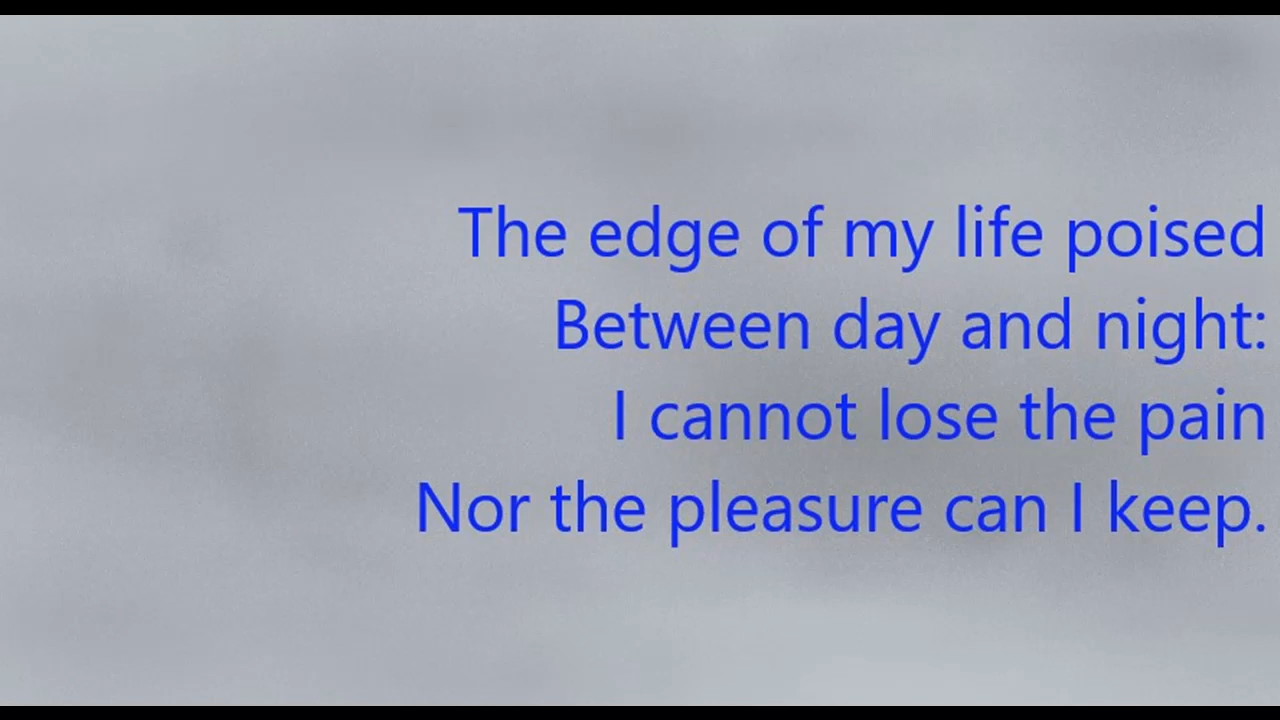 The edge of my life poised
Between day and night:
I cannot lose the pain
Nor the pleasure can I keep.